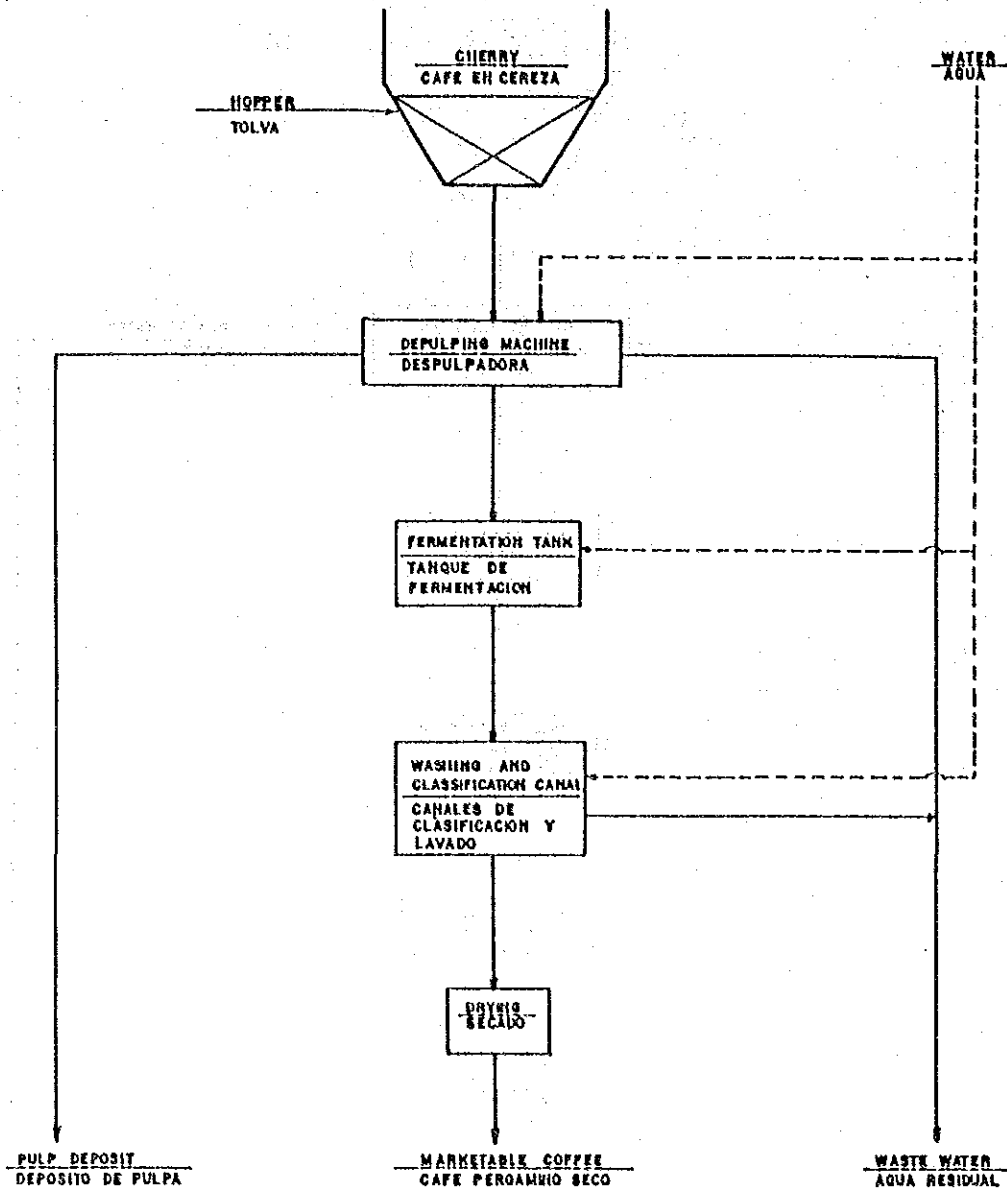 CHERRY
CAFE EN CEREZA
WATER
AGUA
HOPPER
TOLVA
DEPULPING MACHINE
DESPULPADORA
FERMENTATION TANK
TANQUE DE
FERMENTACION
WASHING AND
CLASSIFICATION CANAL
CANALES DE
CLASIFICACION Y
LAVADO
DRYING
SECADO
PULP DEPOSIT
DEPOSITO DE PULPA
MARKETABLE COFFEE
CAFE PERGAMINO SECO
WASTE WATER
AGUA RESIDUAL